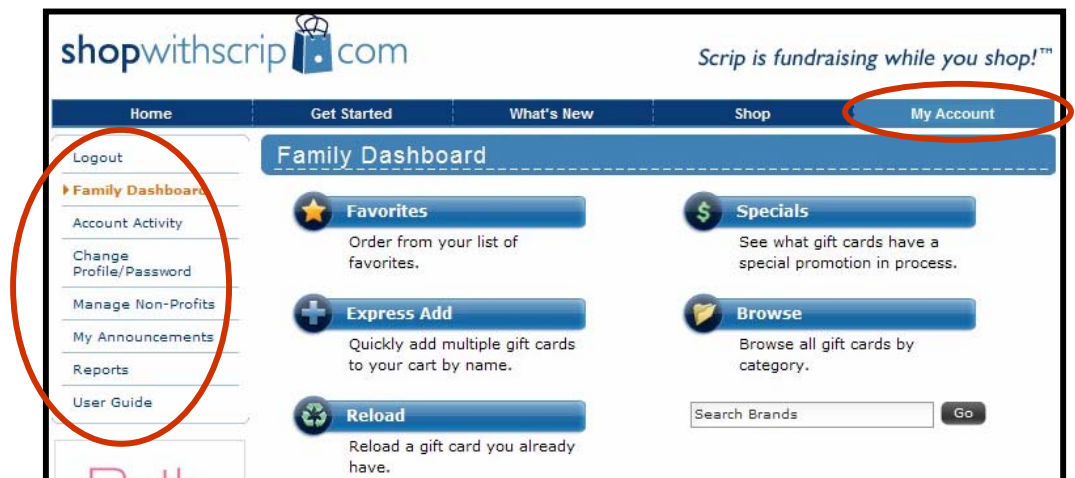 shopwithscrip com
Scrip is fundraising while you shop!™
Home Get Started What's New Shop My Account
Logout
Family Dashboard
Account Activity
Change
Profile/Password
Manage Non-Profits
My Announcements
Reports
User Guide
Family Dashboard
Favorites
Order from your list of
favorites.
Specials
See what gift cards have a
special promotion in process.
Express Add
Quickly add multiple gift cards
to your cart by name.
Browse
Browse all gift cards by
category.
Reload
Reload a gift card you already
have.
Search Brands Go